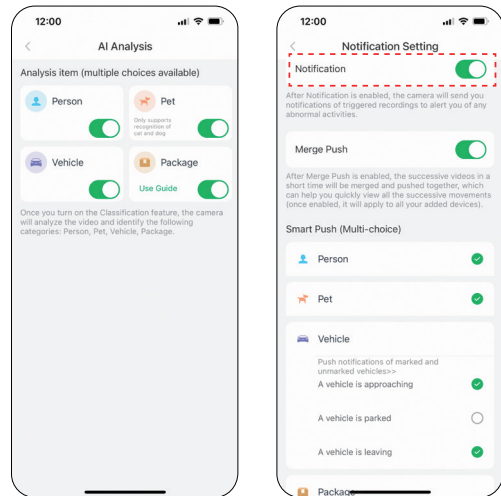 12:00
AI Analysis
Analysis item (multiple choices available)
Person
Pet
Only supports
recognition of
cat and dog
Vehicle
Package
Use Guide
Once you turn on the Classification feature, the camera
will analyze the video and identify the following
categories: Person, Pet, Vehicle, Package.
12:00
Notification Setting
Notification
After Notification is enabled, the camera will send you
notifications of triggered recordings to alert you of any
abnormal activities.
Merge Push
After Merge Push is enabled, the successive videos in a
short time will be merged and pushed together, which
can help you quickly view all the successive movements
(once enabled, it will apply to all your added devices).
Smart Push (Multi-choice)
Person
Pet
Vehicle
Push notifications of marked and
unmarked vehicles>>
A vehicle is approaching
A vehicle is parked
A vehicle is leaving
Package